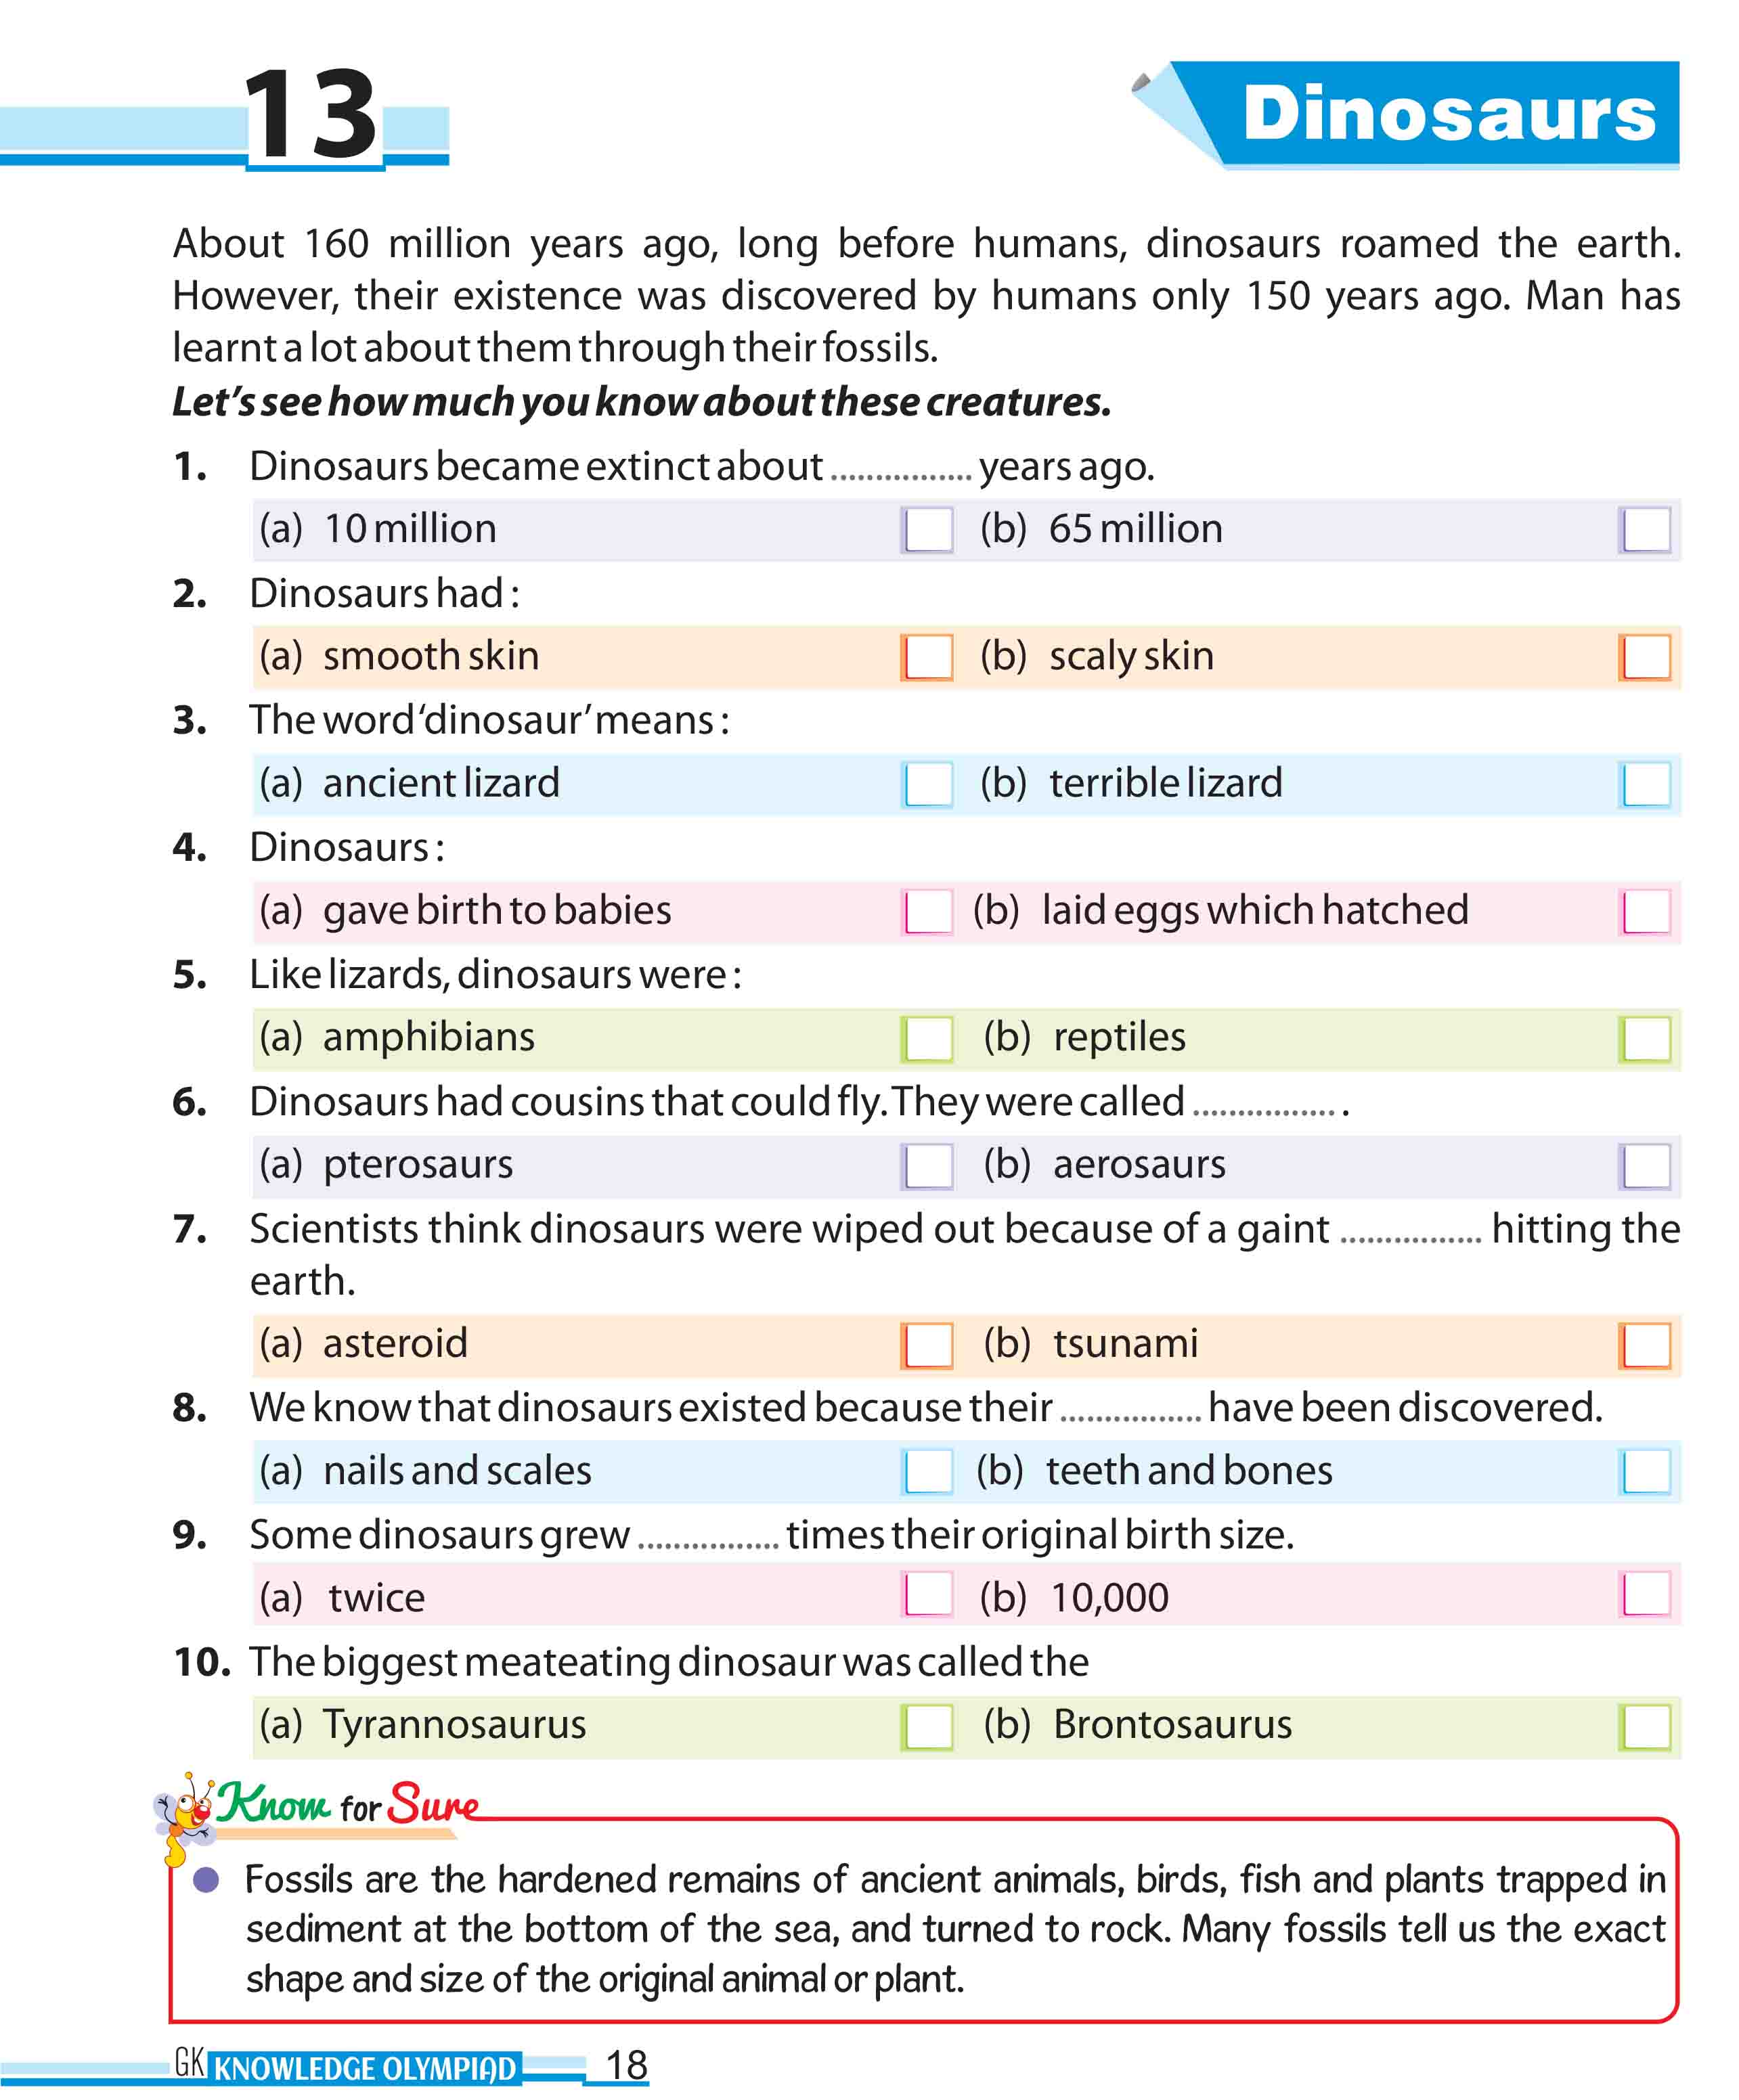 13
Dinosaurs
About 160 million years ago, long before humans, dinosaurs roamed the earth.
However, their existence was discovered by humans only 150 years ago. Man has
learnt a lot about them through their fossils.
Let's see how much you know about these creatures.
1. Dinosaurs became extinct about ................ years ago.
(a) 10 million (b) 65 million
2. Dinosaurs had :
(a) smooth skin (b) scaly skin
3. The word 'dinosaur' means :
(a) ancient lizard (b) terrible lizard
4. Dinosaurs :
(a) gave birth to babies (b) laid eggs which hatched
5. Like lizards, dinosaurs were :
(a) amphibians (b) reptiles
6. Dinosaurs had cousins that could fly. They were called ................ .
(a) pterosaurs (b) aerosaurs
7. Scientists think dinosaurs were wiped out because of a gaint ................ hitting the
earth.
(a) asteroid (b) tsunami
8. We know that dinosaurs existed because their ................ have been discovered.
(a) nails and scales (b) teeth and bones
9. Some dinosaurs grew ................ times their original birth size.
(a) twice (b) 10,000
10. The biggest meateating dinosaur was called the
(a) Tyrannosaurus (b) Brontosaurus
Know for Sure
● Fossils are the hardened remains of ancient animals, birds, fish and plants trapped in
sediment at the bottom of the sea, and turned to rock. Many fossils tell us the exact
shape and size of the original animal or plant.
GK KNOWLEDGE OLYMPIAD 18